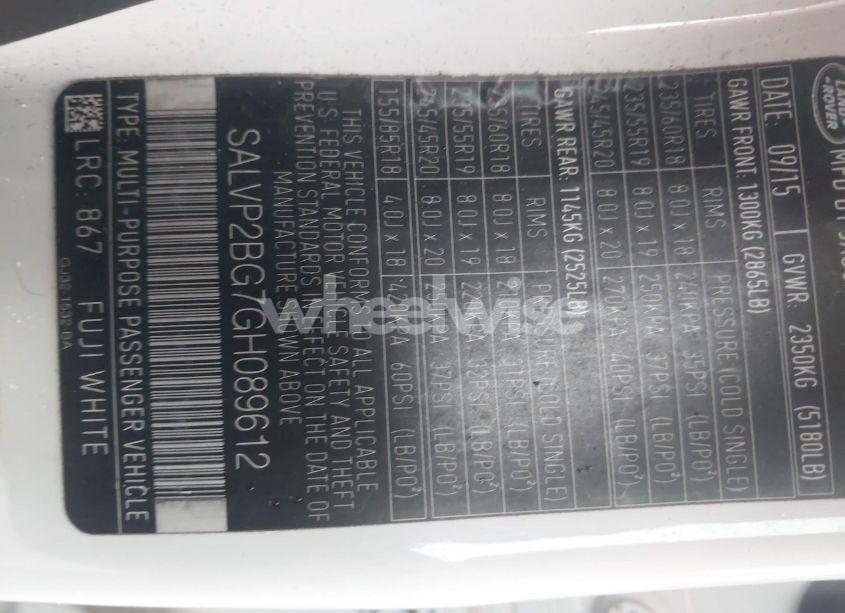 LAND-
ROVER
MFD BY
DATE: 09/15 GVWR: 2350KG (5180LB)
GAWR FRONT: 1300KG (2865LB)
TIRES RIMS PRESSURE (COLD SINGLE)
235/60R18 8.0J x 18 240KPA 35PSI (LB/PO²)
235/55R19 8.0J x 19 250KPA 37PSI (LB/PO²)
245/45R20 8.0J x 20 270KPA 40PSI (LB/PO²)
GAWR REAR: 1145KG (2525LB)
TIRES RIMS PRESSURE (COLD SINGLE)
235/60R18 8.0J x 18 31PSI (LB/PO²)
235/55R19 8.0J x 19 32PSI (LB/PO²)
245/45R20 8.0J x 20 37PSI (LB/PO²)
155/85R18 4.0J x 18 420KPA 60PSI (LB/PO²)
THIS VEHICLE CONFORMS TO ALL APPLICABLE
U.S. FEDERAL MOTOR VEHICLE SAFETY AND THEFT
PREVENTION STANDARDS IN EFFECT ON THE DATE OF
MANUFACTURE SHOWN ABOVE
SALVP2BG7GH089612
TYPE: MULTI-PURPOSE PASSENGER VEHICLE
LRC: 867 FUJI WHITE
GJ32-1532-BA
wheelwise